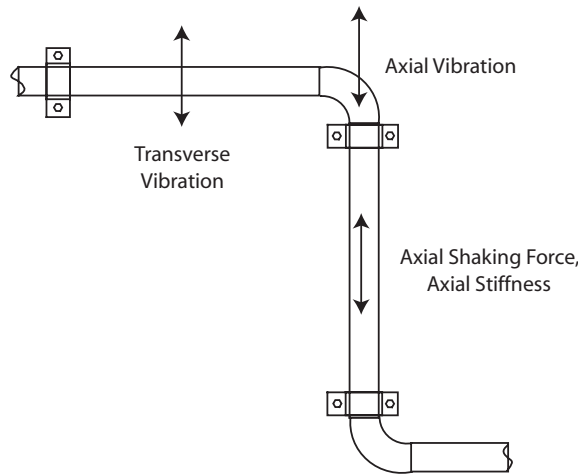 Axial Vibration
Transverse
Vibration
Axial Shaking Force,
Axial Stiffness